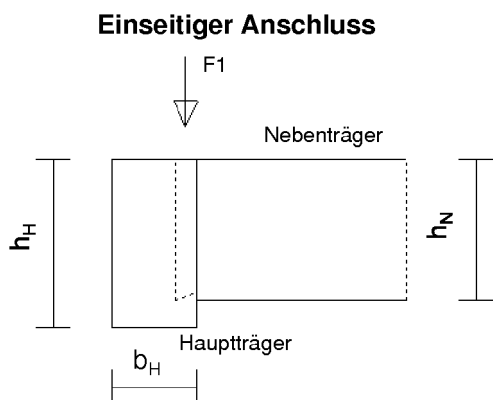 Einseitiger Anschluss
F1
Nebenträger
hH
hN
Hauptträger
bH